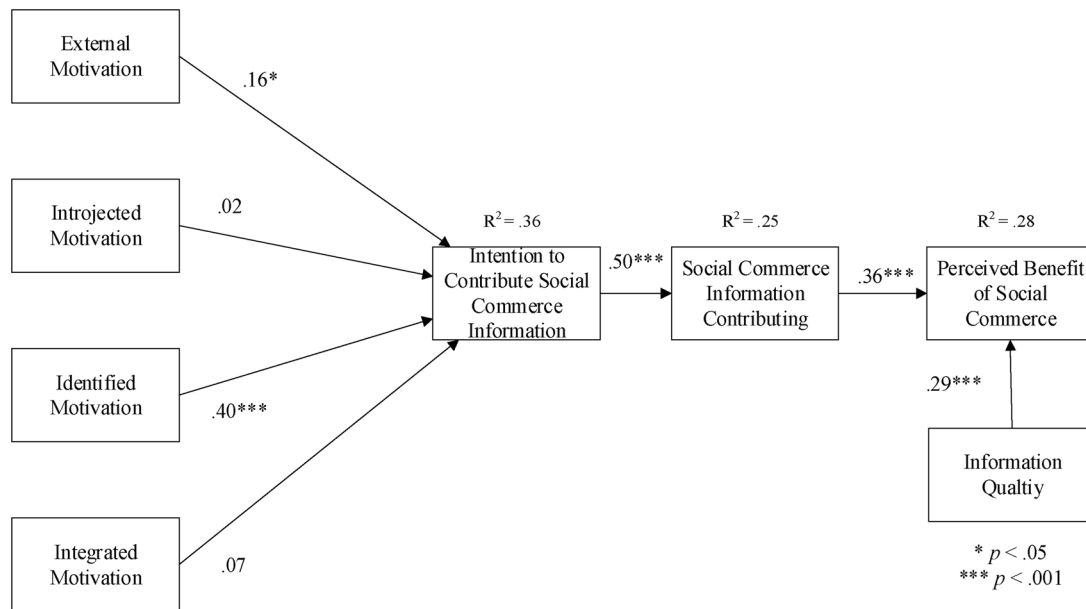 External
Motivation
.16*
Introjected
Motivation
.02
R² = .36
R² = .25
R² = .28
Intention to
Contribute Social
Commerce
Information
.50***
Social Commerce
Information
Contributing
.36***
Perceived Benefit
of Social
Commerce
Identified
Motivation
.40***
.29***
Information
Qualtiy
Integrated
Motivation
.07
* p < .05
*** p < .001